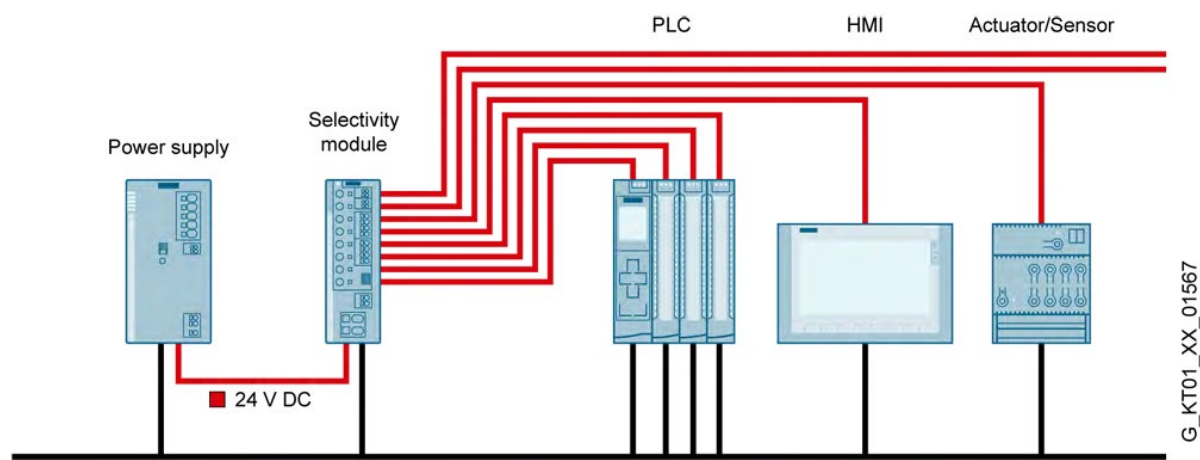 PLC
HMI
Actuator/Sensor
Selectivity
module
Power supply
24 V DC
G_KT01_XX_01567